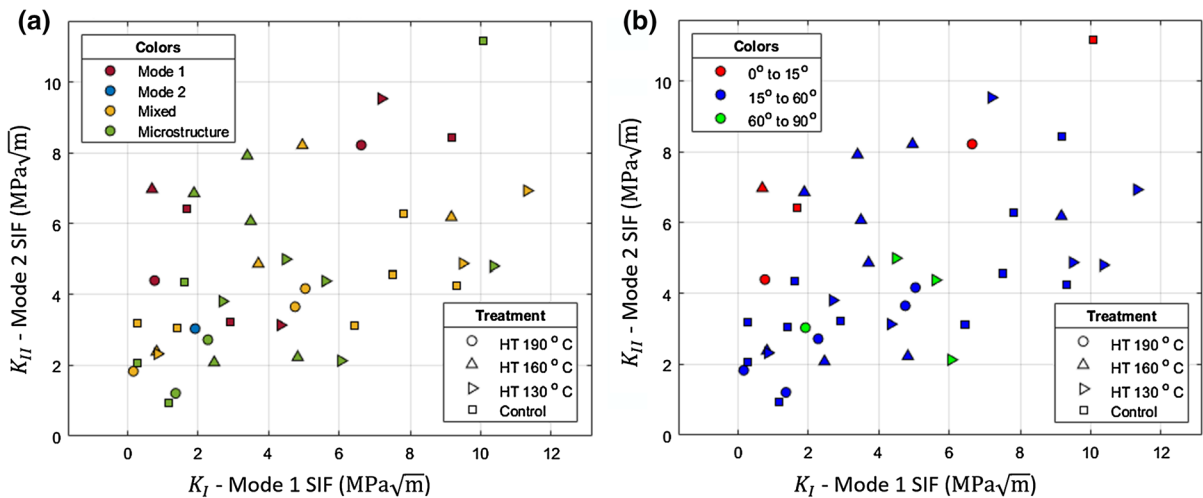 (a)
Colors
Mode 1
Mode 2
Mixed
Microstructure
10
8
6
4
2
0
K_II - Mode 2 SIF (MPa√m)
Treatment
HT 190 ° C
HT 160 ° C
HT 130 ° C
Control
0 2 4 6 8 10 12
K_I - Mode 1 SIF (MPa√m)
(b)
Colors
0° to 15°
15° to 60°
60° to 90°
10
8
6
4
2
0
K_II - Mode 2 SIF (MPa√m)
Treatment
HT 190 ° C
HT 160 ° C
HT 130 ° C
Control
0 2 4 6 8 10 12
K_I - Mode 1 SIF (MPa√m)